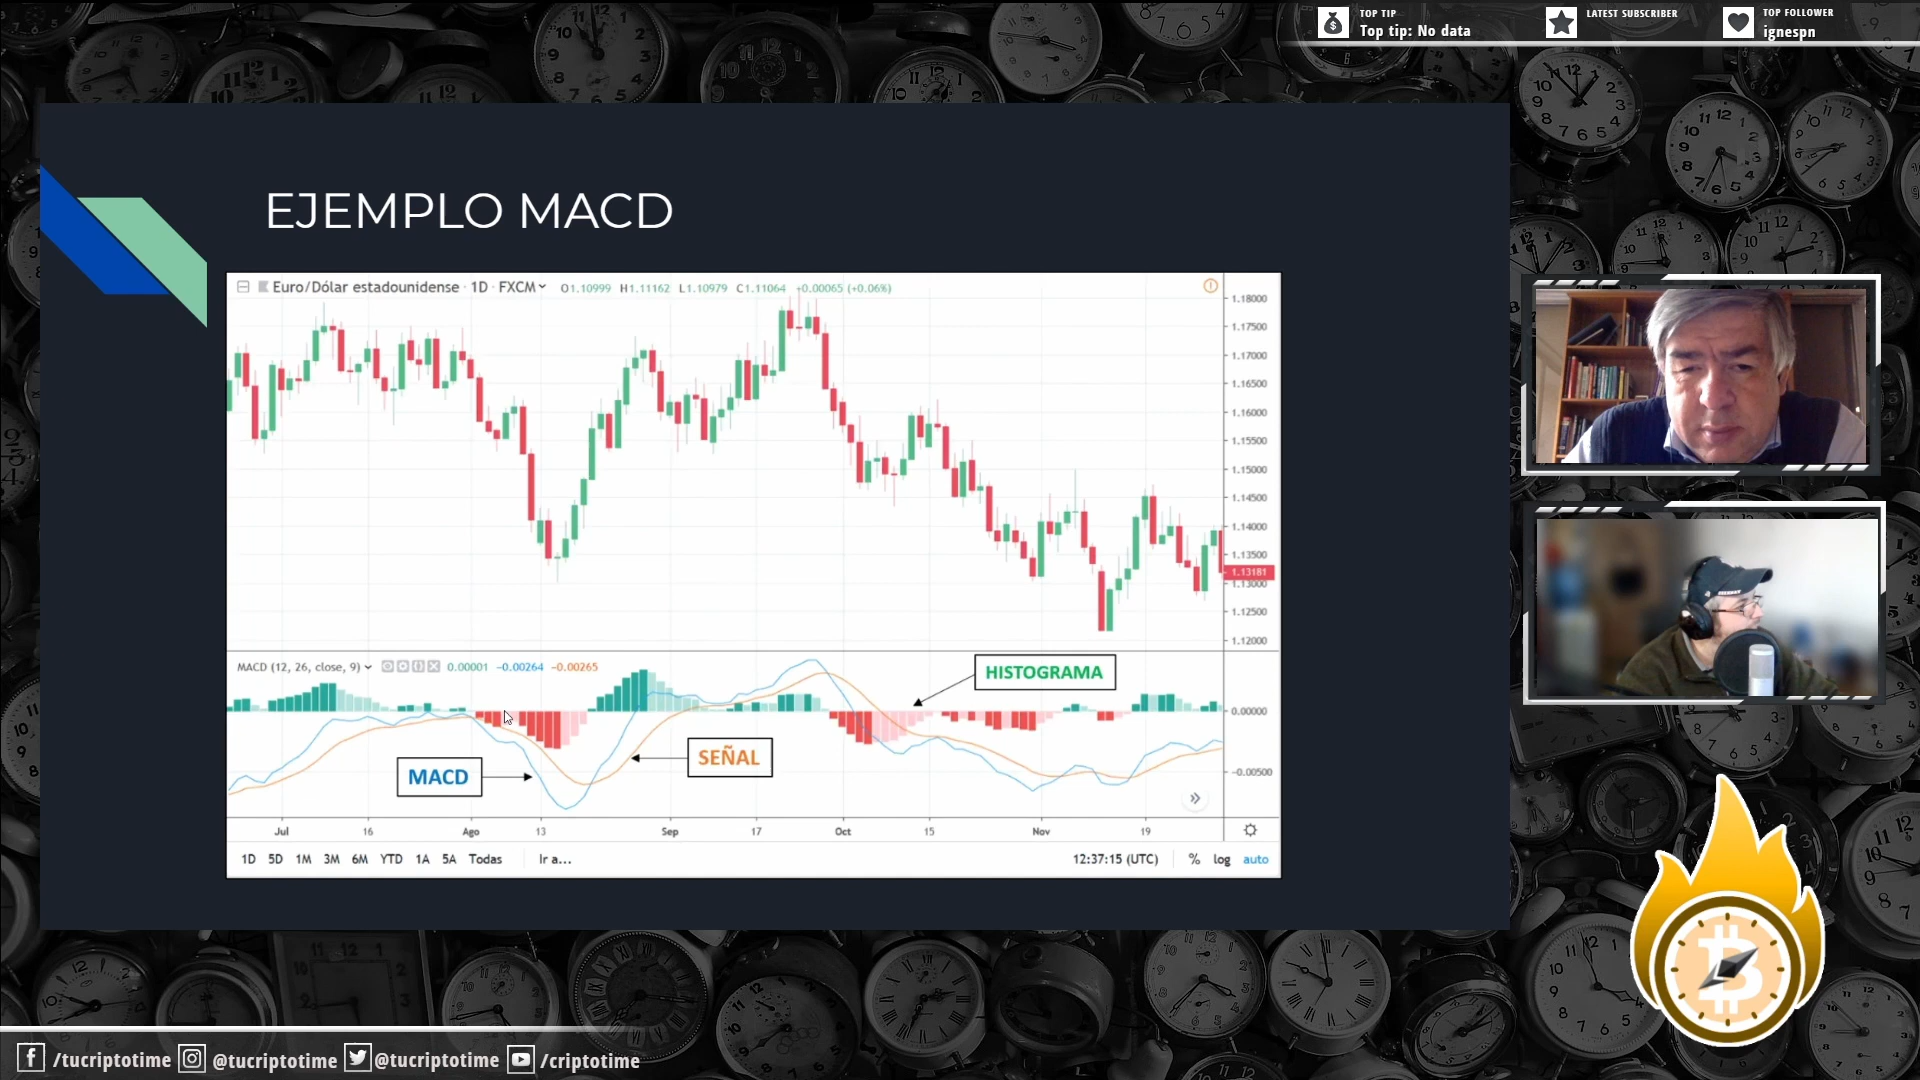 TOP TIP
Top tip: No data
LATEST SUBSCRIBER
TOP FOLLOWER
ignespn
EJEMPLO MACD
Euro/Dólar estadounidense · 1D · FXCM O1.10999 H1.11162 L1.10979 C1.11064 +0.00065 (+0.06%)
1.18000
1.17500
1.17000
1.16500
1.16000
1.15500
1.15000
1.14500
1.14000
1.13500
1.13181
1.13000
1.12500
1.12000
MACD (12, 26, close, 9) 0.00001 −0.00264 −0.00265
HISTOGRAMA
0.00000
SEÑAL
MACD
−0.00500
Jul 16 Ago 13 Sep 17 Oct 15 Nov 19
1D 5D 1M 3M 6M YTD 1A 5A Todas Ir a... 12:37:15 (UTC) % log auto
/tucriptotime @tucriptotime @tucriptotime /criptotime